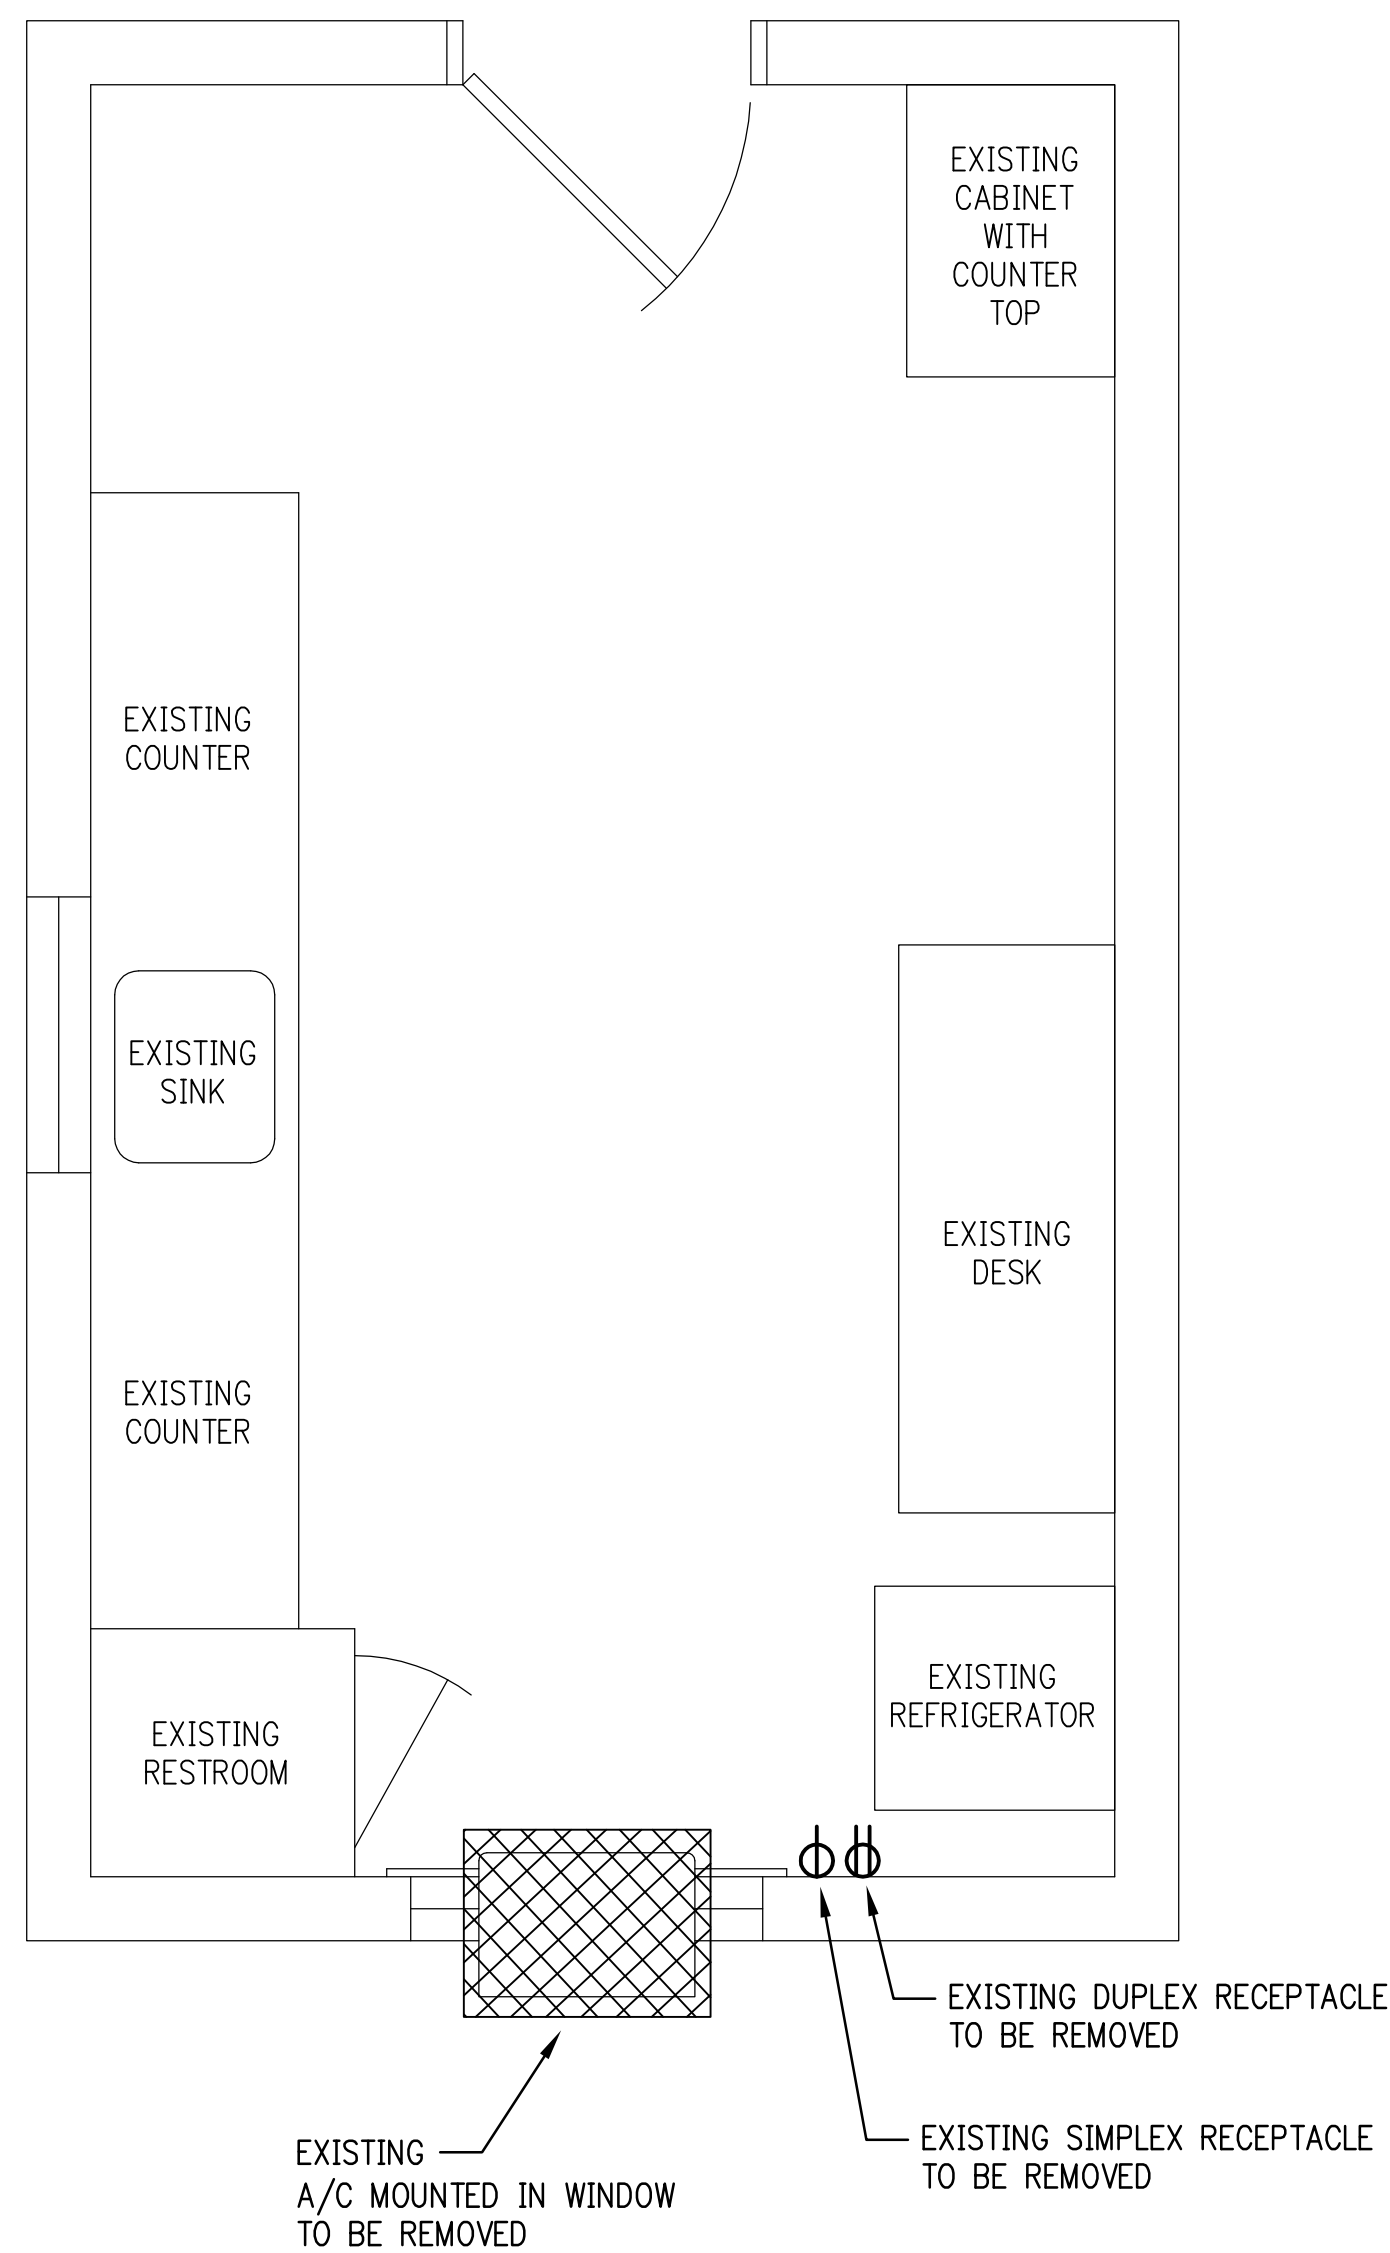 EXISTING
CABINET
WITH
COUNTER
TOP
EXISTING
COUNTER
EXISTING
SINK
EXISTING
DESK
EXISTING
COUNTER
EXISTING
REFRIGERATOR
EXISTING
RESTROOM
EXISTING DUPLEX RECEPTACLE
TO BE REMOVED
EXISTING SIMPLEX RECEPTACLE
TO BE REMOVED
EXISTING
A/C MOUNTED IN WINDOW
TO BE REMOVED